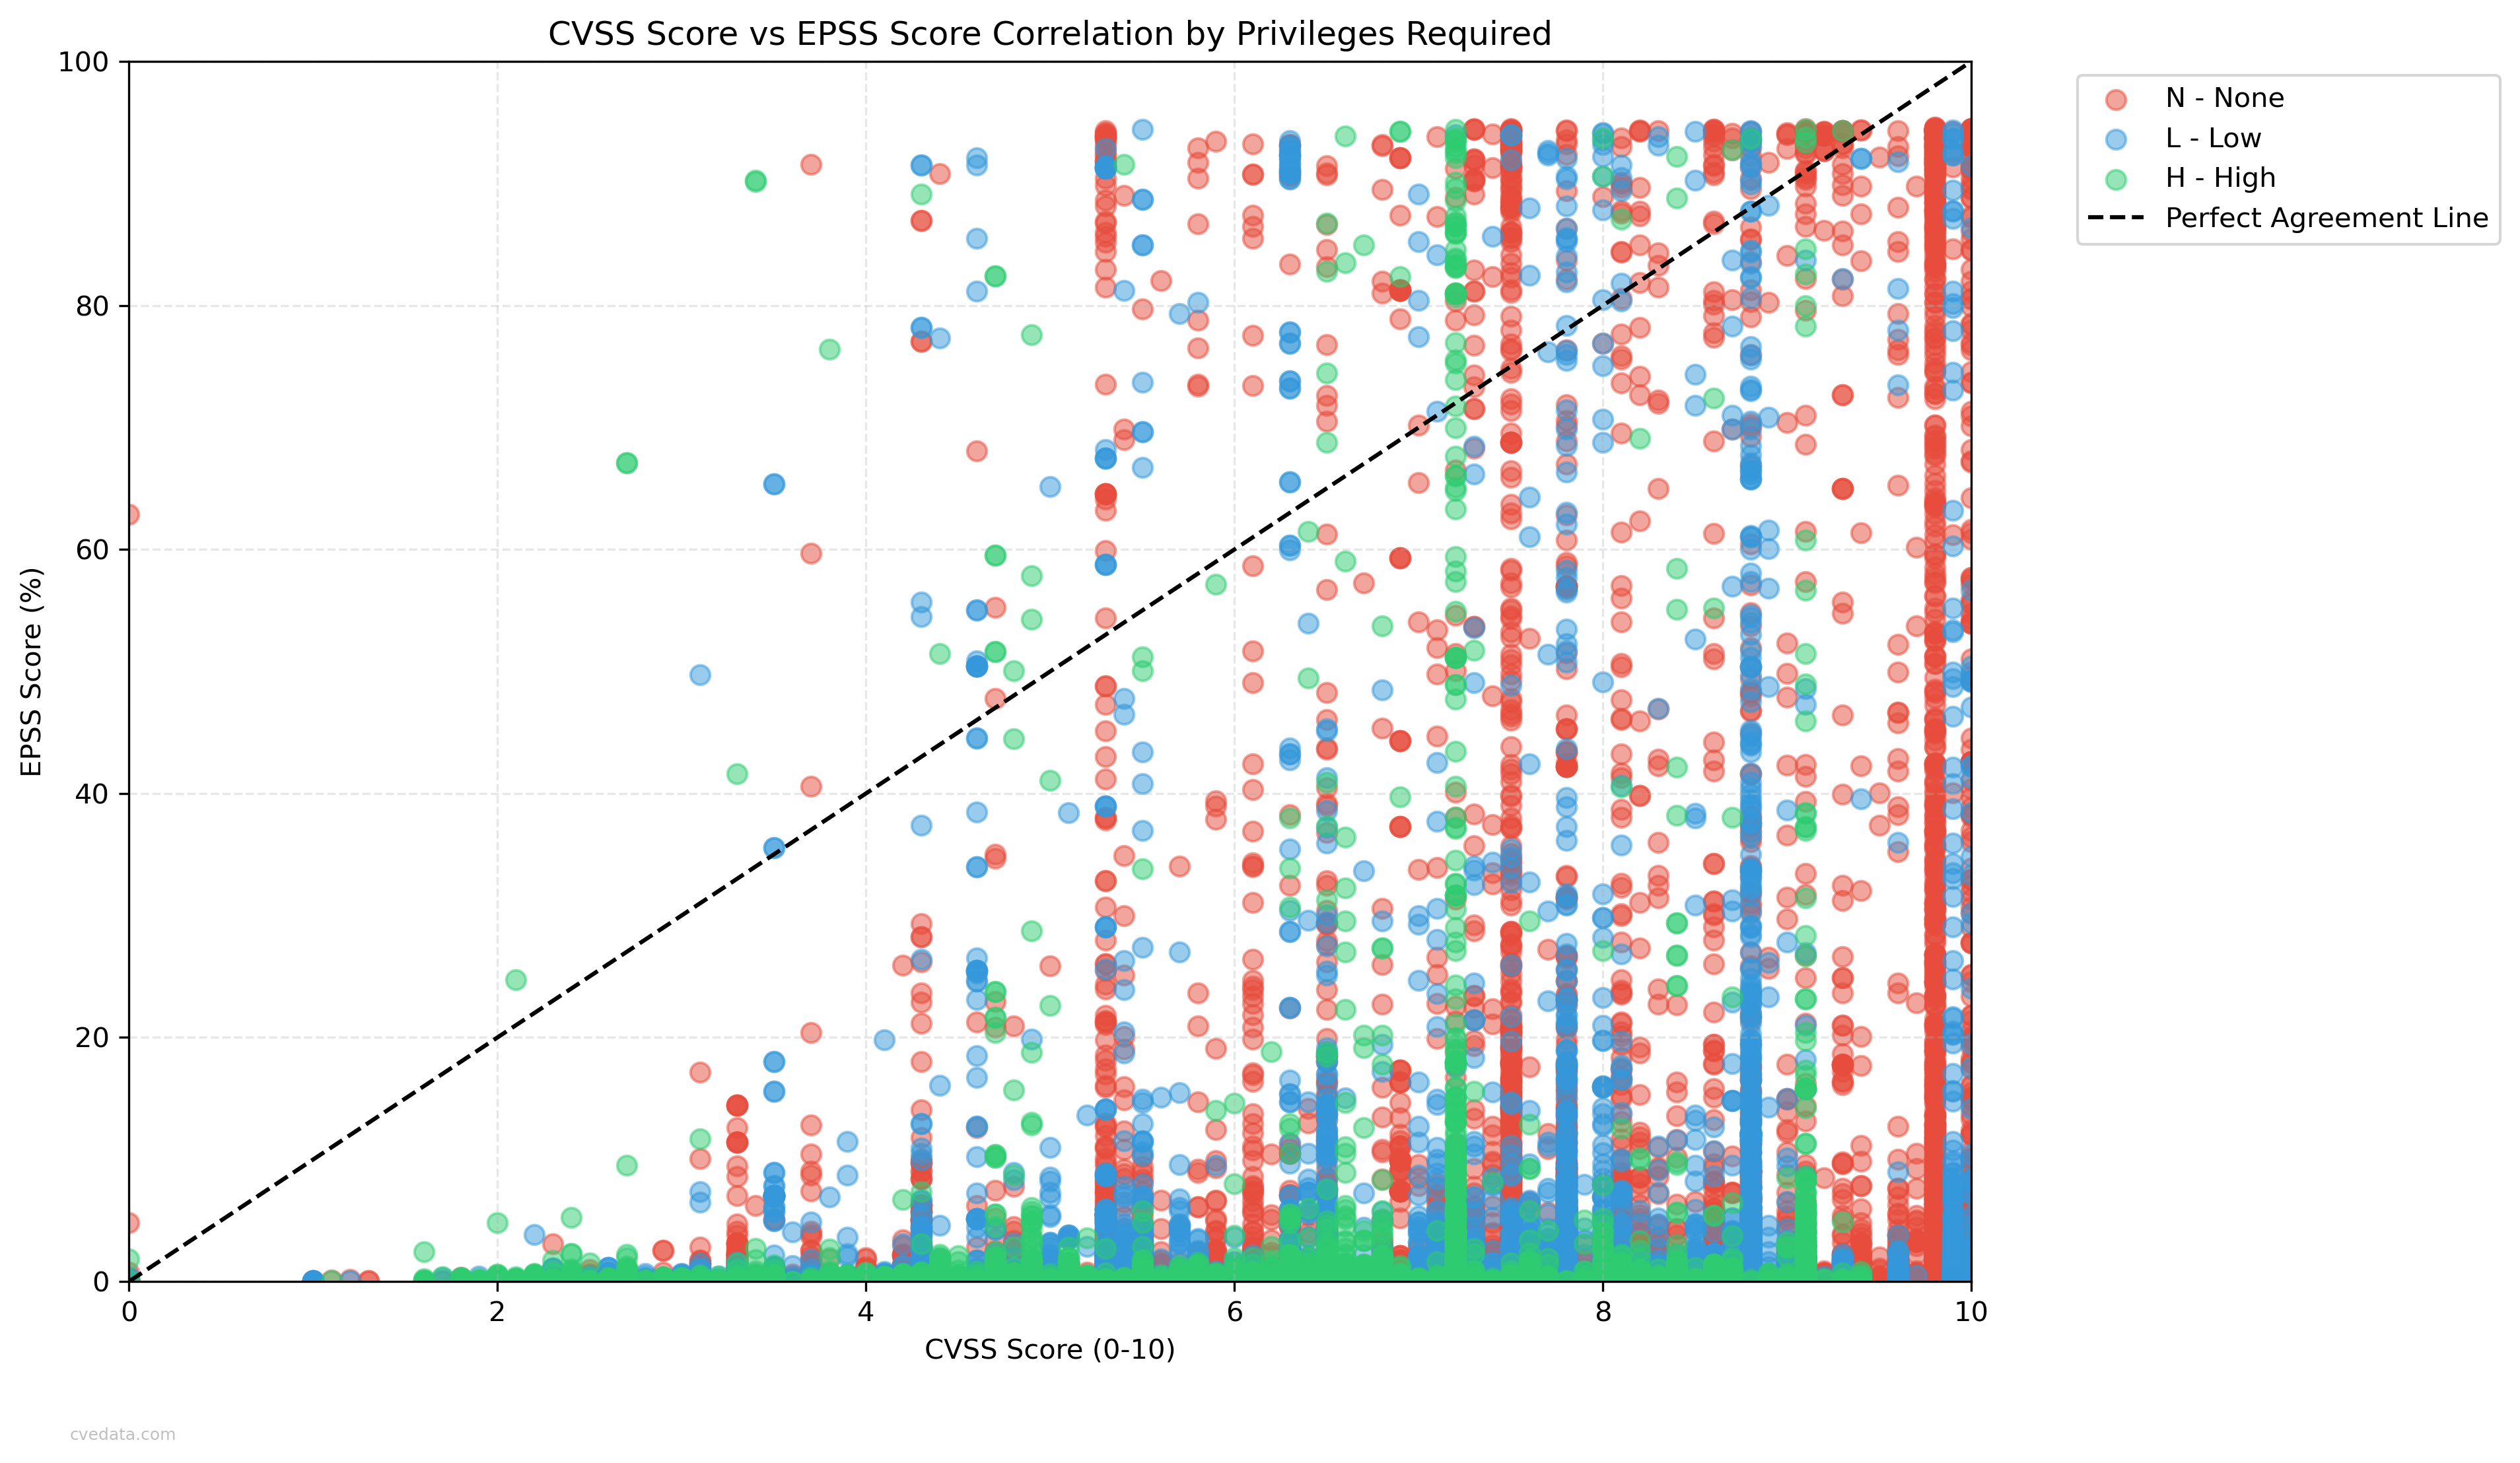 CVSS Score vs EPSS Score Correlation by Privileges Required
100
80
60
40
20
0
EPSS Score (%)
0 2 4 6 8 10
CVSS Score (0-10)
N - None
L - Low
H - High
Perfect Agreement Line
cvedata.com